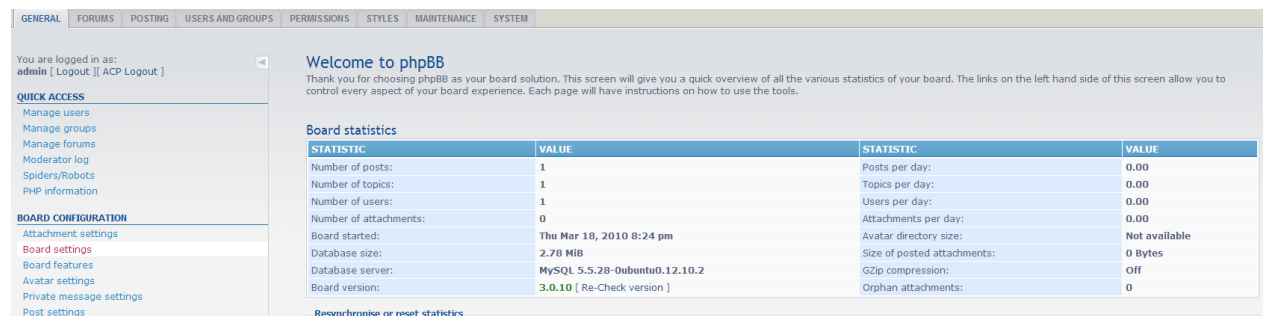 GENERAL FORUMS POSTING USERS AND GROUPS PERMISSIONS STYLES MAINTENANCE SYSTEM
You are logged in as:
admin [ Logout ][ ACP Logout ]
QUICK ACCESS
Manage users
Manage groups
Manage forums
Moderator log
Spiders/Robots
PHP information
BOARD CONFIGURATION
Attachment settings
Board settings
Board features
Avatar settings
Private message settings
Post settings
Welcome to phpBB
Thank you for choosing phpBB as your board solution. This screen will give you a quick overview of all the various statistics of your board. The links on the left hand side of this screen allow you to
control every aspect of your board experience. Each page will have instructions on how to use the tools.
Board statistics
STATISTIC VALUE STATISTIC VALUE
Number of posts: 1 Posts per day: 0.00
Number of topics: 1 Topics per day: 0.00
Number of users: 1 Users per day: 0.00
Number of attachments: 0 Attachments per day: 0.00
Board started: Thu Mar 18, 2010 8:24 pm Avatar directory size: Not available
Database size: 2.78 MiB Size of posted attachments: 0 Bytes
Database server: MySQL 5.5.28-0ubuntu0.12.10.2 GZip compression: Off
Board version: 3.0.10 [ Re-Check version ] Orphan attachments: 0
Resynchronise or reset statistics